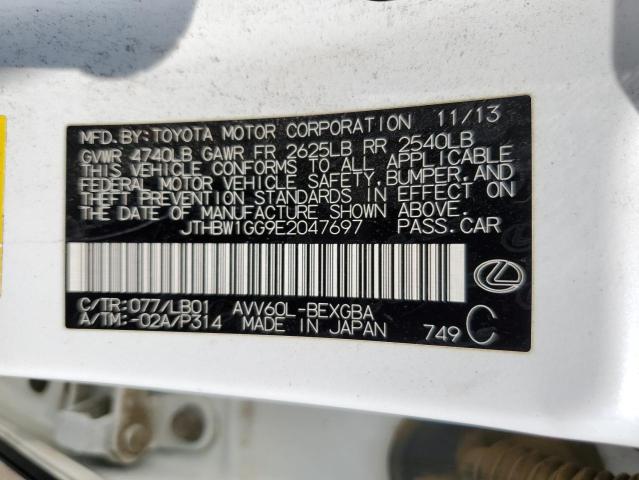 MFD.BY:TOYOTA MOTOR CORPORATION 11/13
GVWR 4740LB GAWR FR 2625LB RR 2540LB
THIS VEHICLE CONFORMS TO ALL APPLICABLE
FEDERAL MOTOR VEHICLE SAFETY,BUMPER,AND
THEFT PREVENTION STANDARDS IN EFFECT ON
THE DATE OF MANUFACTURE SHOWN ABOVE.
JTHBW1GG9E2047697 PASS.CAR
C/TR:077/LB01 AVV60L-BEXGBA
A/TM:-02A/P314 MADE IN JAPAN 749 C